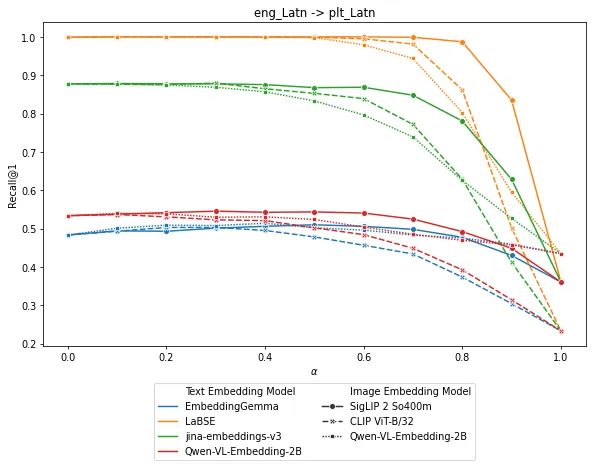 eng_Latn -> plt_Latn
Recall@1
1.0
0.9
0.8
0.7
0.6
0.5
0.4
0.3
0.2
0.0 0.2 0.4 0.6 0.8 1.0
α
Text Embedding Model Image Embedding Model
EmbeddingGemma SigLIP 2 So400m
LaBSE CLIP ViT-B/32
jina-embeddings-v3 Qwen-VL-Embedding-2B
Qwen-VL-Embedding-2B